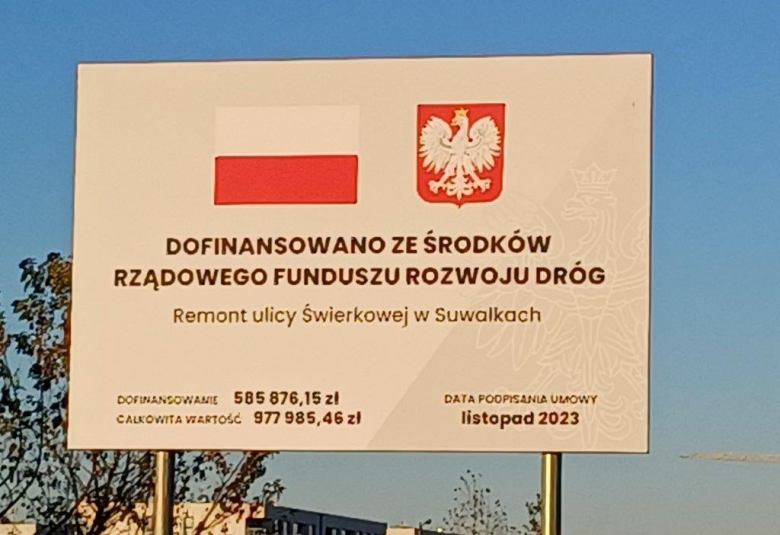 DOFINANSOWANO ZE ŚRODKÓW
RZĄDOWEGO FUNDUSZU ROZWOJU DRÓG
Remont ulicy Świerkowej w Suwałkach
DOFINANSOWANIE 585 876,15 zł
CAŁKOWITA WARTOŚĆ 977 985,46 zł
DATA PODPISANIA UMOWY
listopad 2023